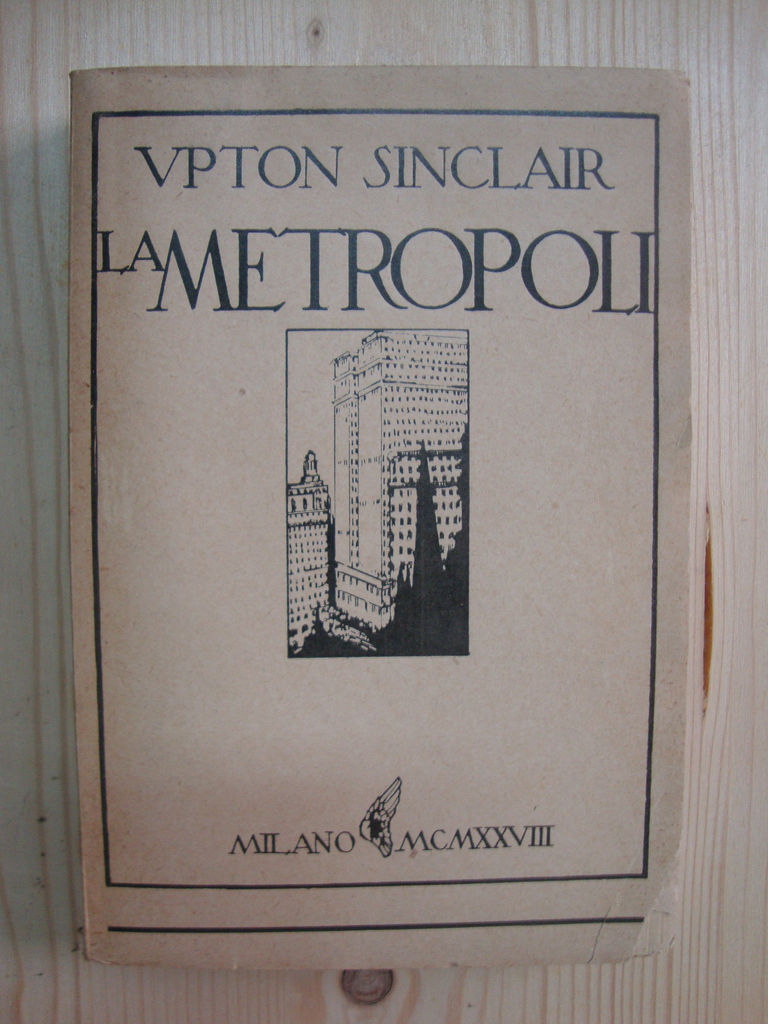 VPTON SINCLAIR
LA METROPOLI
MILANO MCMXXVIII